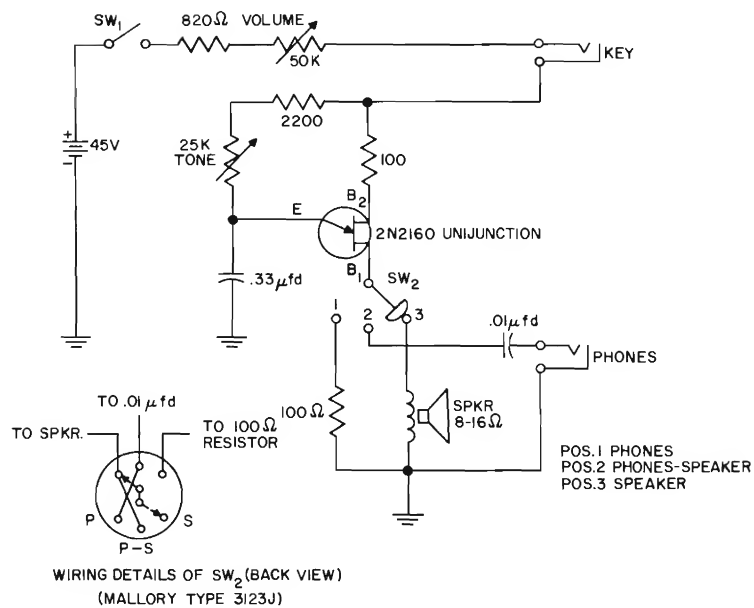 SW1
820Ω VOLUME
50K
KEY
2200
25K
TONE
+
-
45V
100
B2
E
2N2160 UNIJUNCTION
B1
SW2
.33µfd
1
2
3
.01µfd
PHONES
100Ω
SPKR
8-16Ω
TO .01µfd
TO SPKR.
TO 100Ω
RESISTOR
P
S
P-S
POS.1 PHONES
POS.2 PHONES-SPEAKER
POS.3 SPEAKER
WIRING DETAILS OF SW2 (BACK VIEW)
(MALLORY TYPE 3123J)